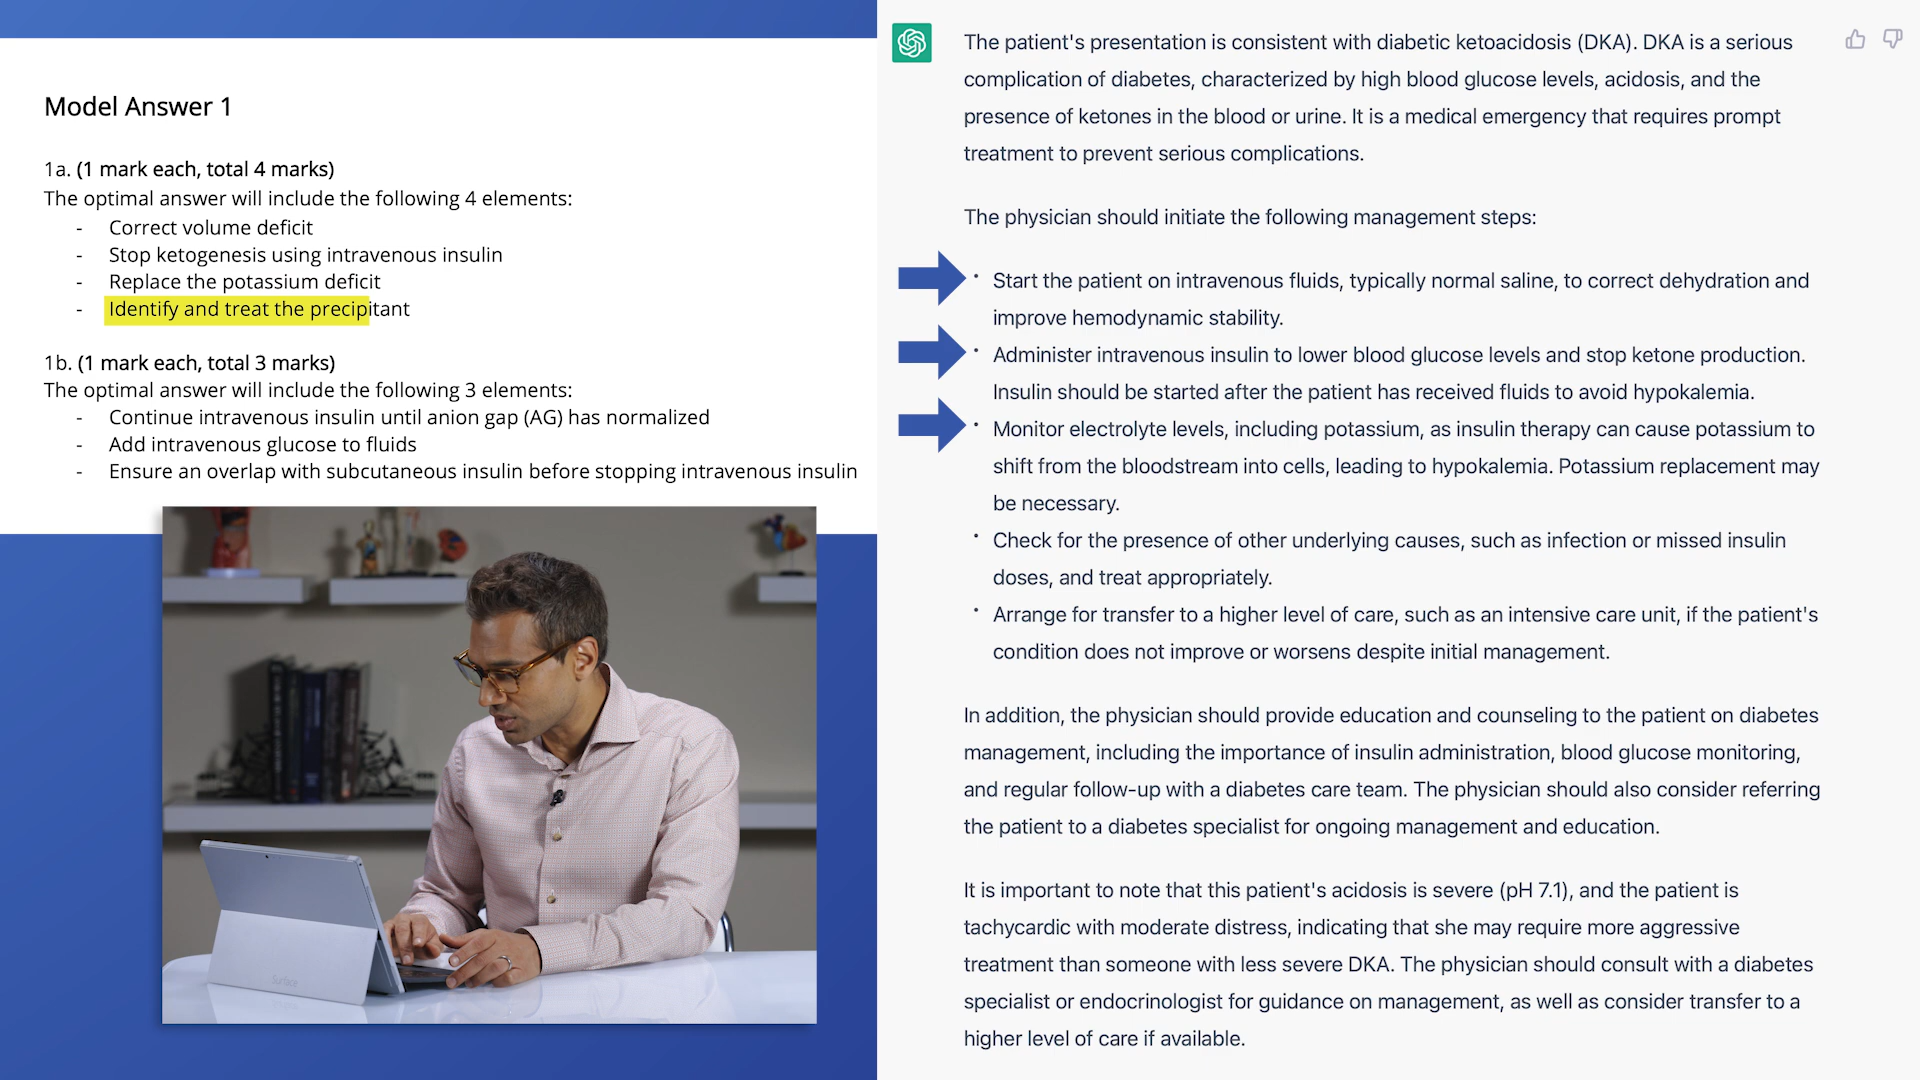 Model Answer 1
1a. (1 mark each, total 4 marks)
The optimal answer will include the following 4 elements:
- Correct volume deficit
- Stop ketogenesis using intravenous insulin
- Replace the potassium deficit
- Identify and treat the precipitant
1b. (1 mark each, total 3 marks)
The optimal answer will include the following 3 elements:
- Continue intravenous insulin until anion gap (AG) has normalized
- Add intravenous glucose to fluids
- Ensure an overlap with subcutaneous insulin before stopping intravenous insulin
Surface
The patient's presentation is consistent with diabetic ketoacidosis (DKA). DKA is a serious
complication of diabetes, characterized by high blood glucose levels, acidosis, and the
presence of ketones in the blood or urine. It is a medical emergency that requires prompt
treatment to prevent serious complications.
The physician should initiate the following management steps:
• Start the patient on intravenous fluids, typically normal saline, to correct dehydration and
improve hemodynamic stability.
• Administer intravenous insulin to lower blood glucose levels and stop ketone production.
Insulin should be started after the patient has received fluids to avoid hypokalemia.
• Monitor electrolyte levels, including potassium, as insulin therapy can cause potassium to
shift from the bloodstream into cells, leading to hypokalemia. Potassium replacement may
be necessary.
• Check for the presence of other underlying causes, such as infection or missed insulin
doses, and treat appropriately.
• Arrange for transfer to a higher level of care, such as an intensive care unit, if the patient's
condition does not improve or worsens despite initial management.
In addition, the physician should provide education and counseling to the patient on diabetes
management, including the importance of insulin administration, blood glucose monitoring,
and regular follow-up with a diabetes care team. The physician should also consider referring
the patient to a diabetes specialist for ongoing management and education.
It is important to note that this patient's acidosis is severe (pH 7.1), and the patient is
tachycardic with moderate distress, indicating that she may require more aggressive
treatment than someone with less severe DKA. The physician should consult with a diabetes
specialist or endocrinologist for guidance on management, as well as consider transfer to a
higher level of care if available.